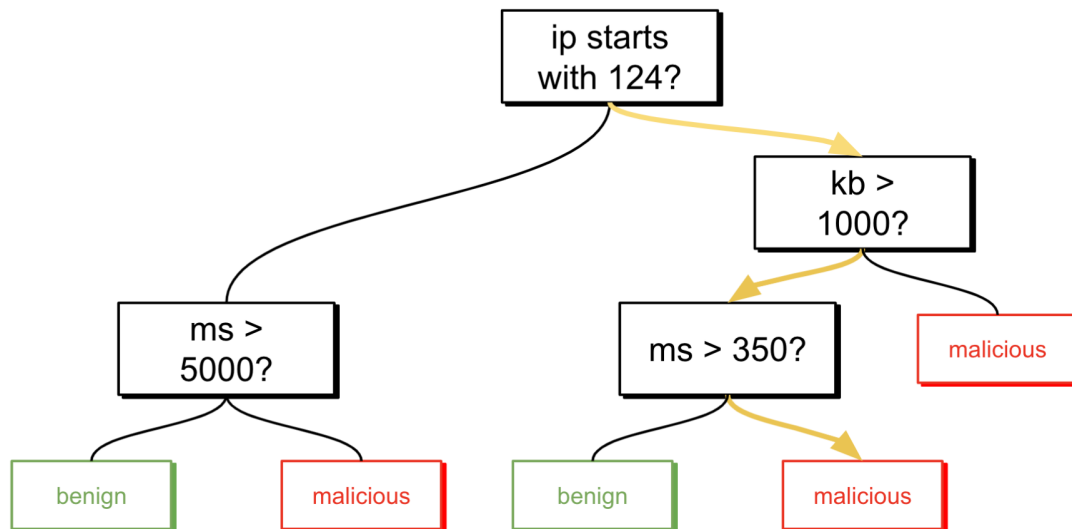 ip starts
with 124?
kb >
1000?
ms >
5000?
ms > 350?
malicious
benign
malicious
benign
malicious